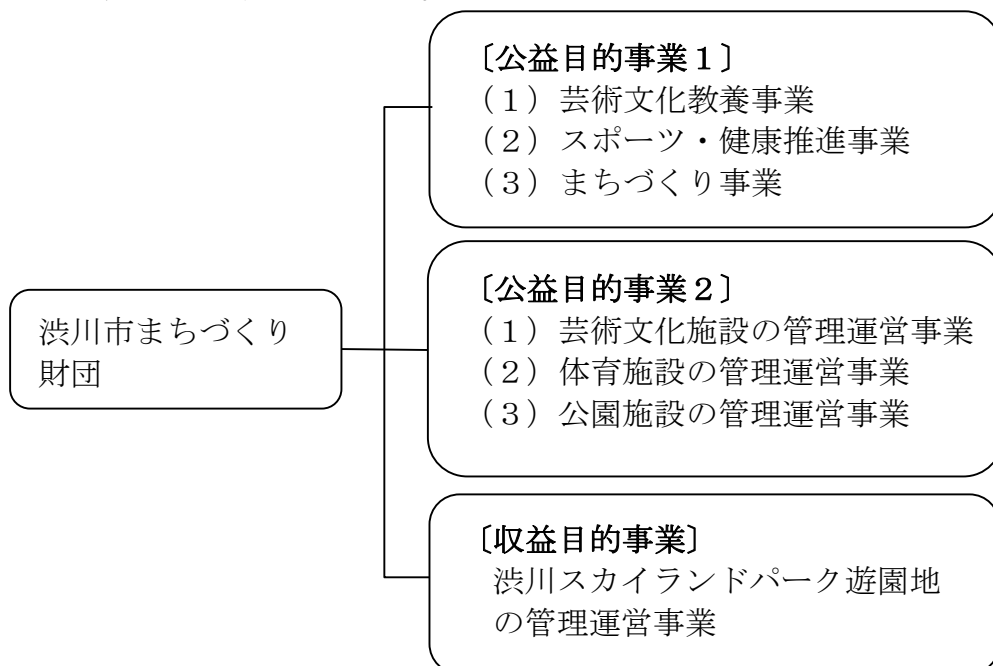 〔公益目的事業１〕
（１）芸術文化教養事業
（２）スポーツ・健康推進事業
（３）まちづくり事業
渋川市まちづくり
財団
〔公益目的事業２〕
（１）芸術文化施設の管理運営事業
（２）体育施設の管理運営事業
（３）公園施設の管理運営事業
〔収益目的事業〕
渋川スカイランドパーク遊園地
の管理運営事業